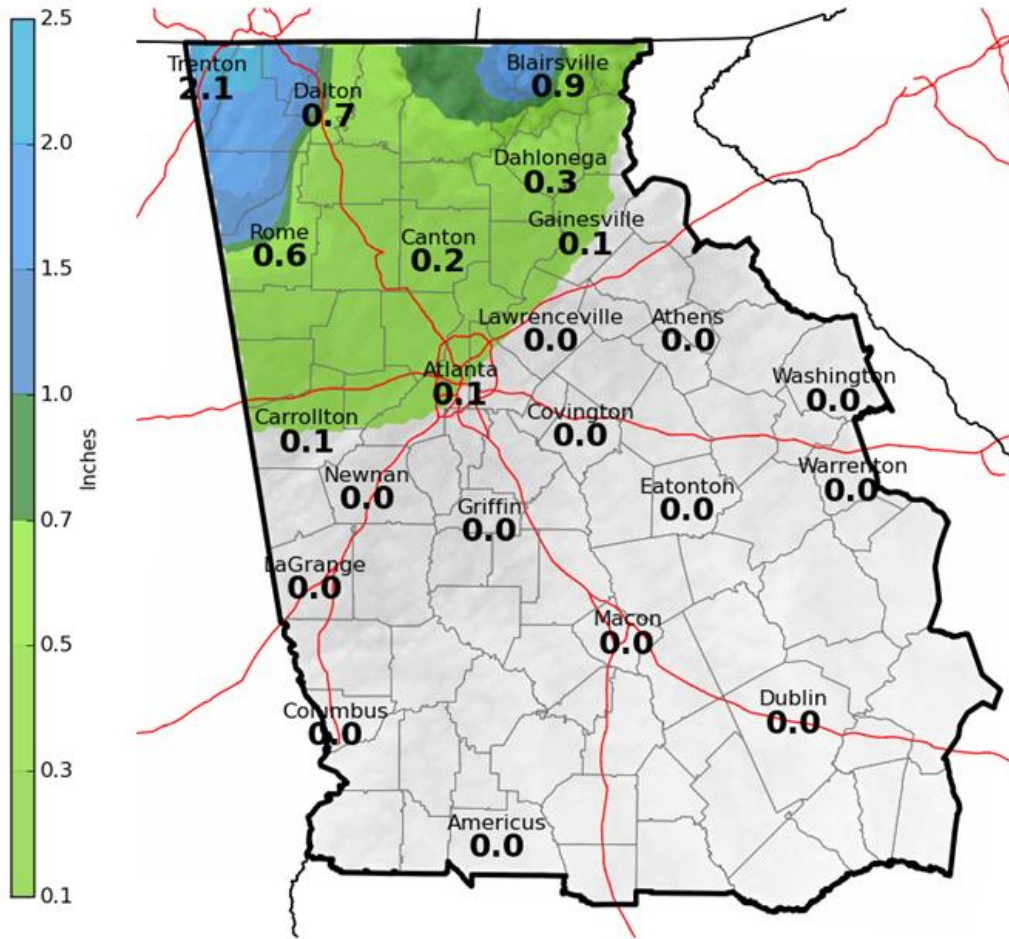 2.5
2.0
1.5
1.0
0.7
0.5
0.3
0.1
Inches
Trenton
2.1
Dalton
0.7
Blairsville
0.9
Dahlonega
0.3
Gainesville
0.1
Rome
0.6
Canton
0.2
Lawrenceville
0.0
Athens
0.0
Atlanta
0.1
Washington
0.0
Carrollton
0.1
Covington
0.0
Newnan
0.0
Griffin
0.0
Eatonton
0.0
Warrenton
0.0
LaGrange
0.0
Macon
0.0
Columbus
0.0
Dublin
0.0
Americus
0.0